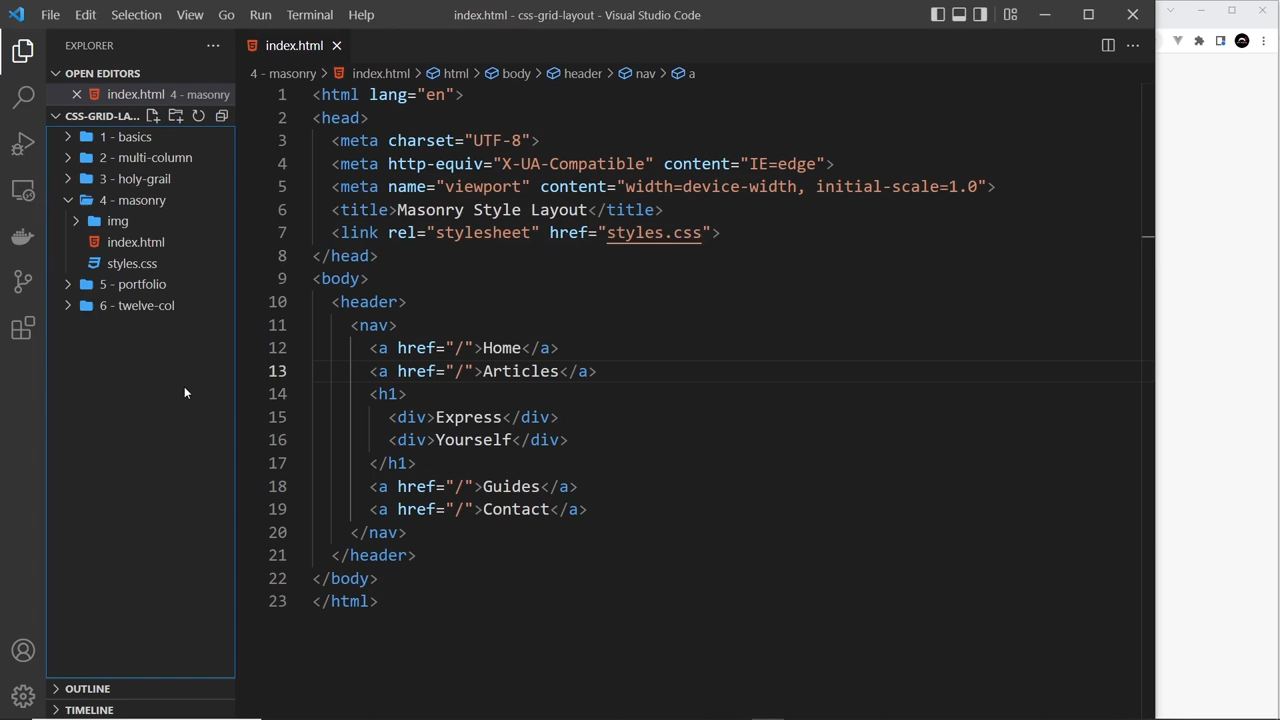 File Edit Selection View Go Run Terminal Help
index.html - css-grid-layout - Visual Studio Code
EXPLORER
OPEN EDITORS
index.html 4 - masonry
CSS-GRID-LA...
1 - basics
2 - multi-column
3 - holy-grail
4 - masonry
img
index.html
styles.css
5 - portfolio
6 - twelve-col
OUTLINE
TIMELINE
index.html
4 - masonry > index.html > html > body > header > nav > a
1 <html lang="en">
2 <head>
3 <meta charset="UTF-8">
4 <meta http-equiv="X-UA-Compatible" content="IE=edge">
5 <meta name="viewport" content="width=device-width, initial-scale=1.0">
6 <title>Masonry Style Layout</title>
7 <link rel="stylesheet" href="styles.css">
8 </head>
9 <body>
10 <header>
11 <nav>
12 <a href="/">Home</a>
13 <a href="/">Articles</a>
14 <h1>
15 <div>Express</div>
16 <div>Yourself</div>
17 </h1>
18 <a href="/">Guides</a>
19 <a href="/">Contact</a>
20 </nav>
21 </header>
22 </body>
23 </html>